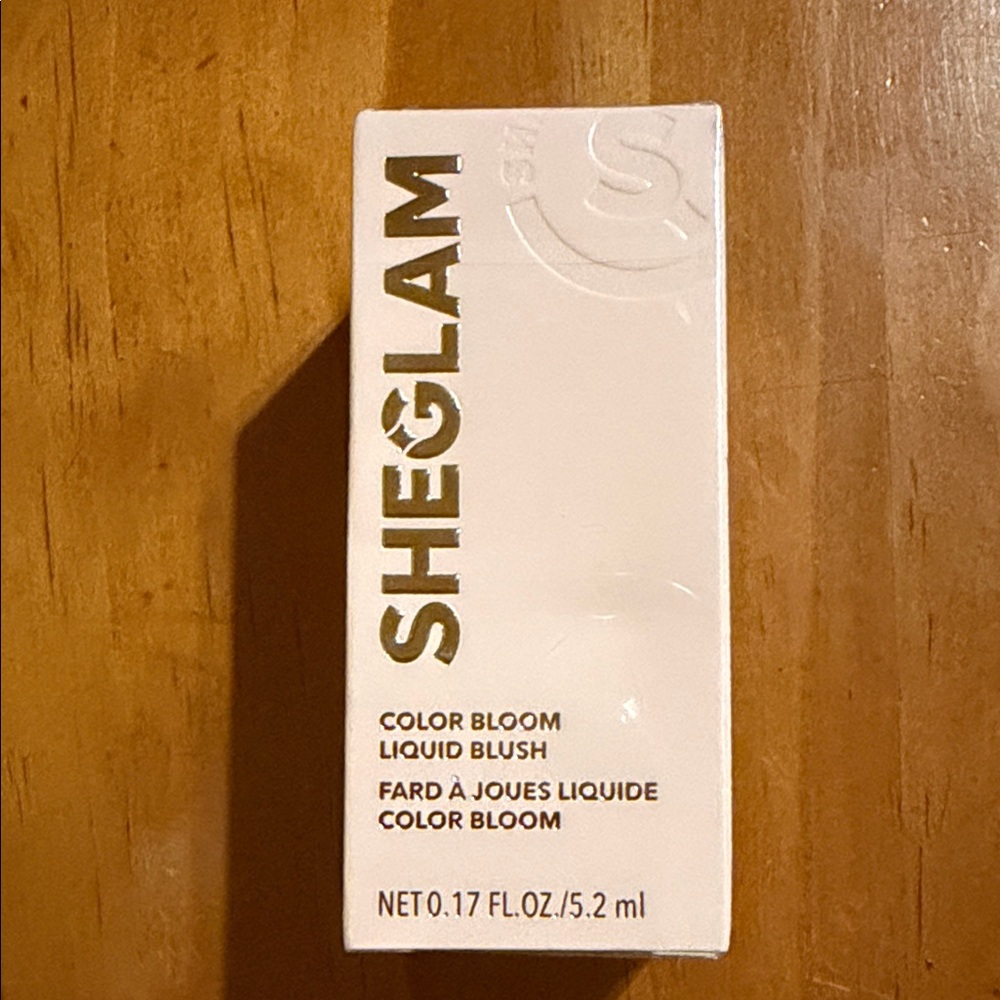 SHEGLAM
COLOR BLOOM
LIQUID BLUSH
FARD À JOUES LIQUIDE
COLOR BLOOM
NET 0.17 FL.OZ./5.2 ml
S